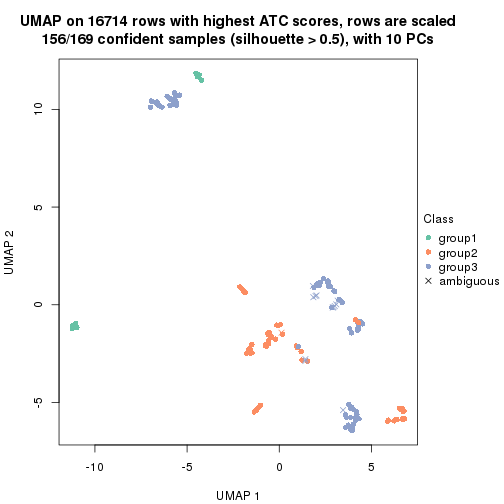 UMAP on 16714 rows with highest ATC scores, rows are scaled
156/169 confident samples (silhouette > 0.5), with 10 PCs
10
5
0
-5
UMAP 2
-10
-5
0
5
UMAP 1
Class
group1
group2
group3
ambiguous